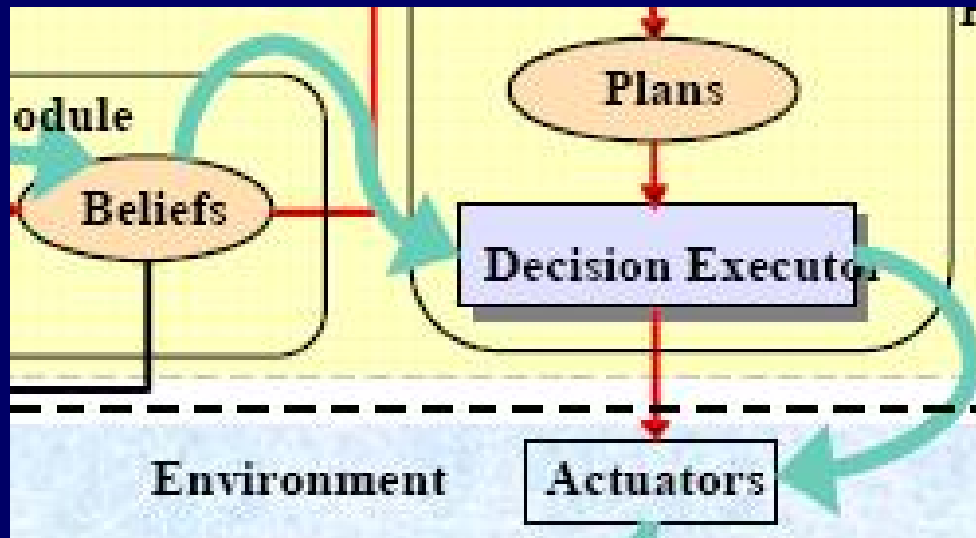 Plans
odule
Beliefs
Decision Executor
Environment
Actuators